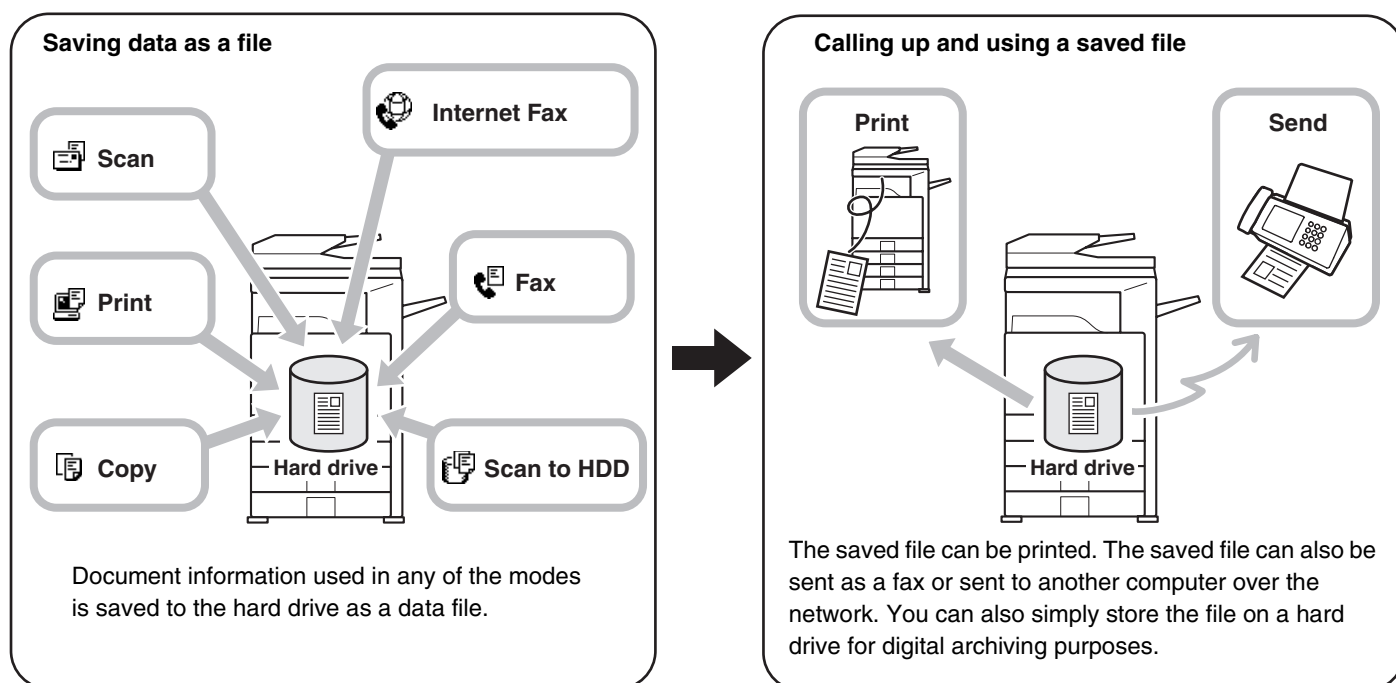 Saving data as a file
Internet Fax
Scan
Print
Fax
Copy
Hard drive
Scan to HDD
Document information used in any of the modes
is saved to the hard drive as a data file.
Calling up and using a saved file
Print
Send
Hard drive
The saved file can be printed. The saved file can also be
sent as a fax or sent to another computer over the
network. You can also simply store the file on a hard
drive for digital archiving purposes.